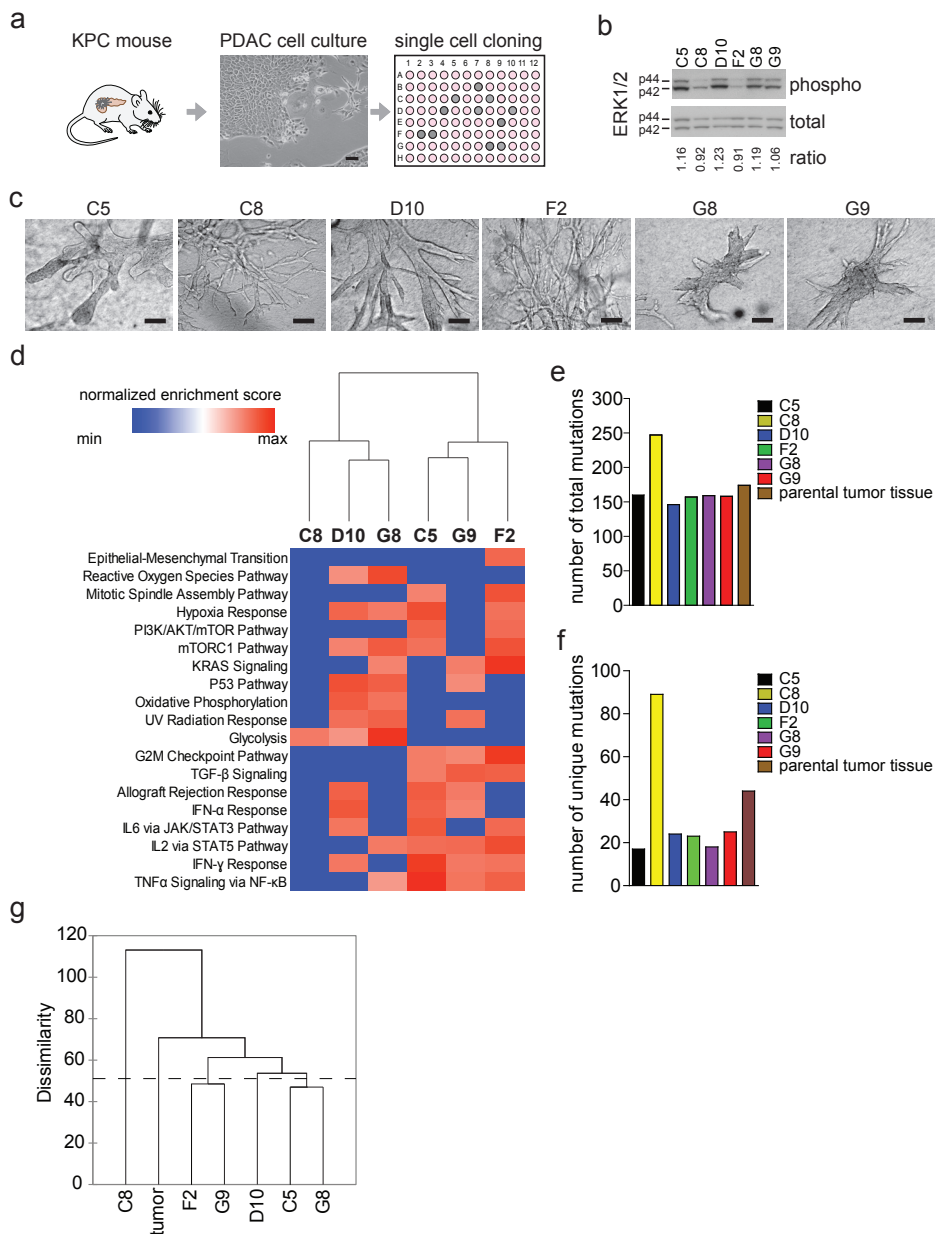 a
KPC mouse
PDAC cell culture
single cell cloning
1 2 3 4 5 6 7 8 9 10 11 12
A
B
C
D
E
F
G
H
b
C5 C8 D10 F2 G8 G9
ERK1/2
p44
p42
phospho
p44
p42
total
1.16 0.92 1.23 0.91 1.19 1.06
ratio
c
C5 C8 D10 F2 G8 G9
d
normalized enrichment score
min max
C8 D10 G8 C5 G9 F2
Epithelial-Mesenchymal Transition
Reactive Oxygen Species Pathway
Mitotic Spindle Assembly Pathway
Hypoxia Response
PI3K/AKT/mTOR Pathway
mTORC1 Pathway
KRAS Signaling
P53 Pathway
Oxidative Phosphorylation
UV Radiation Response
Glycolysis
G2M Checkpoint Pathway
TGF-β Signaling
Allograft Rejection Response
IFN-α Response
IL6 via JAK/STAT3 Pathway
IL2 via STAT5 Pathway
IFN-γ Response
TNFα Signaling via NF-κB
e
number of total mutations
300
250
200
150
100
50
0
C5
C8
D10
F2
G8
G9
parental tumor tissue
f
number of unique mutations
100
80
60
40
20
0
C5
C8
D10
F2
G8
G9
parental tumor tissue
g
Dissimilarity
120
100
80
60
40
20
0
C8
tumor
F2
G9
D10
C5
G8